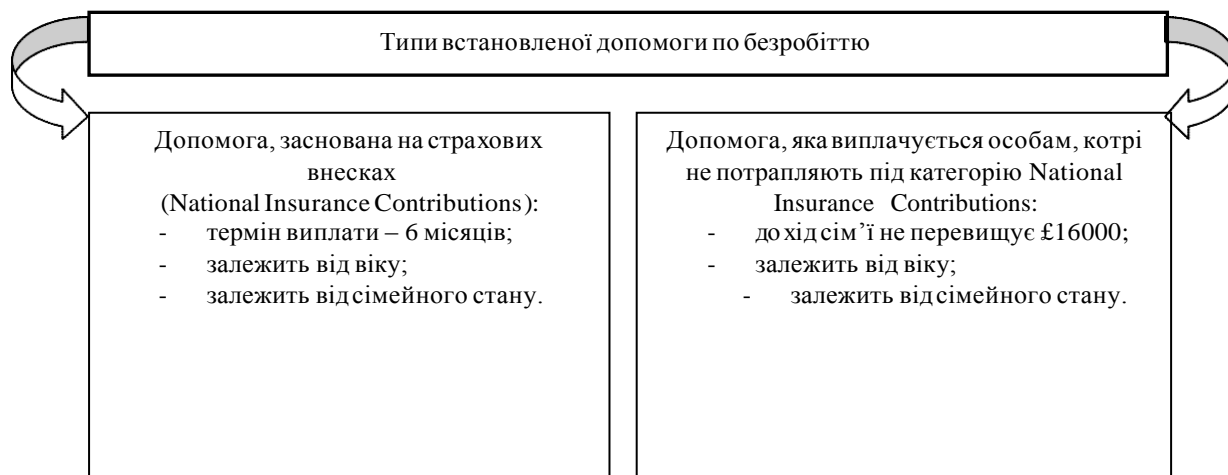 Типи встановленої допомоги по безробіттю
Допомога, заснована на страхових
внесках
(National Insurance Contributions):
- термін виплати – 6 місяців;
- залежить від віку;
- залежить від сімейного стану.
Допомога, яка виплачується особам, котрі
не потрапляють під категорію National
Insurance Contributions:
- дохід сім’ї не перевищує £16000;
- залежить від віку;
- залежить від сімейного стану.